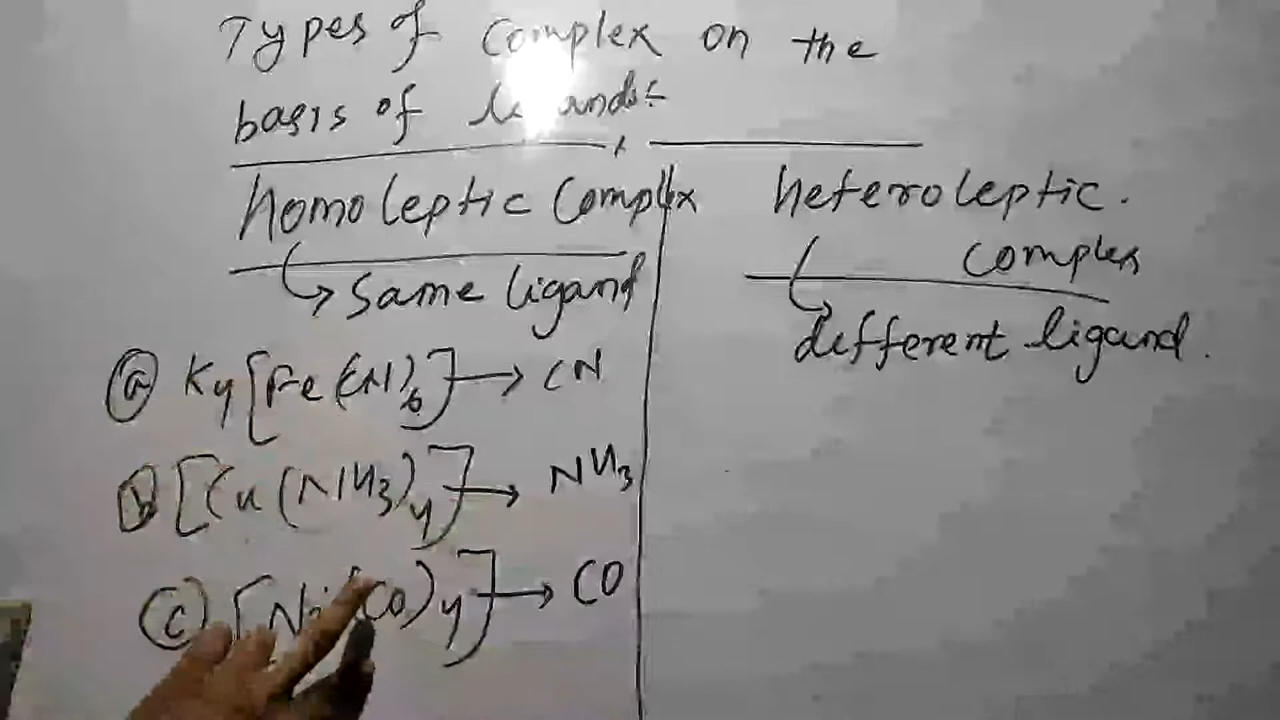 Types of complex on the
basis of ligands:
homoleptic complex
heteroleptic.
complex
same ligand
different ligand.
(a) K4[Fe(CN)6] → CN
(b) [Cu(NH3)4] → NH3
(c) [Ni(CO)4] → CO